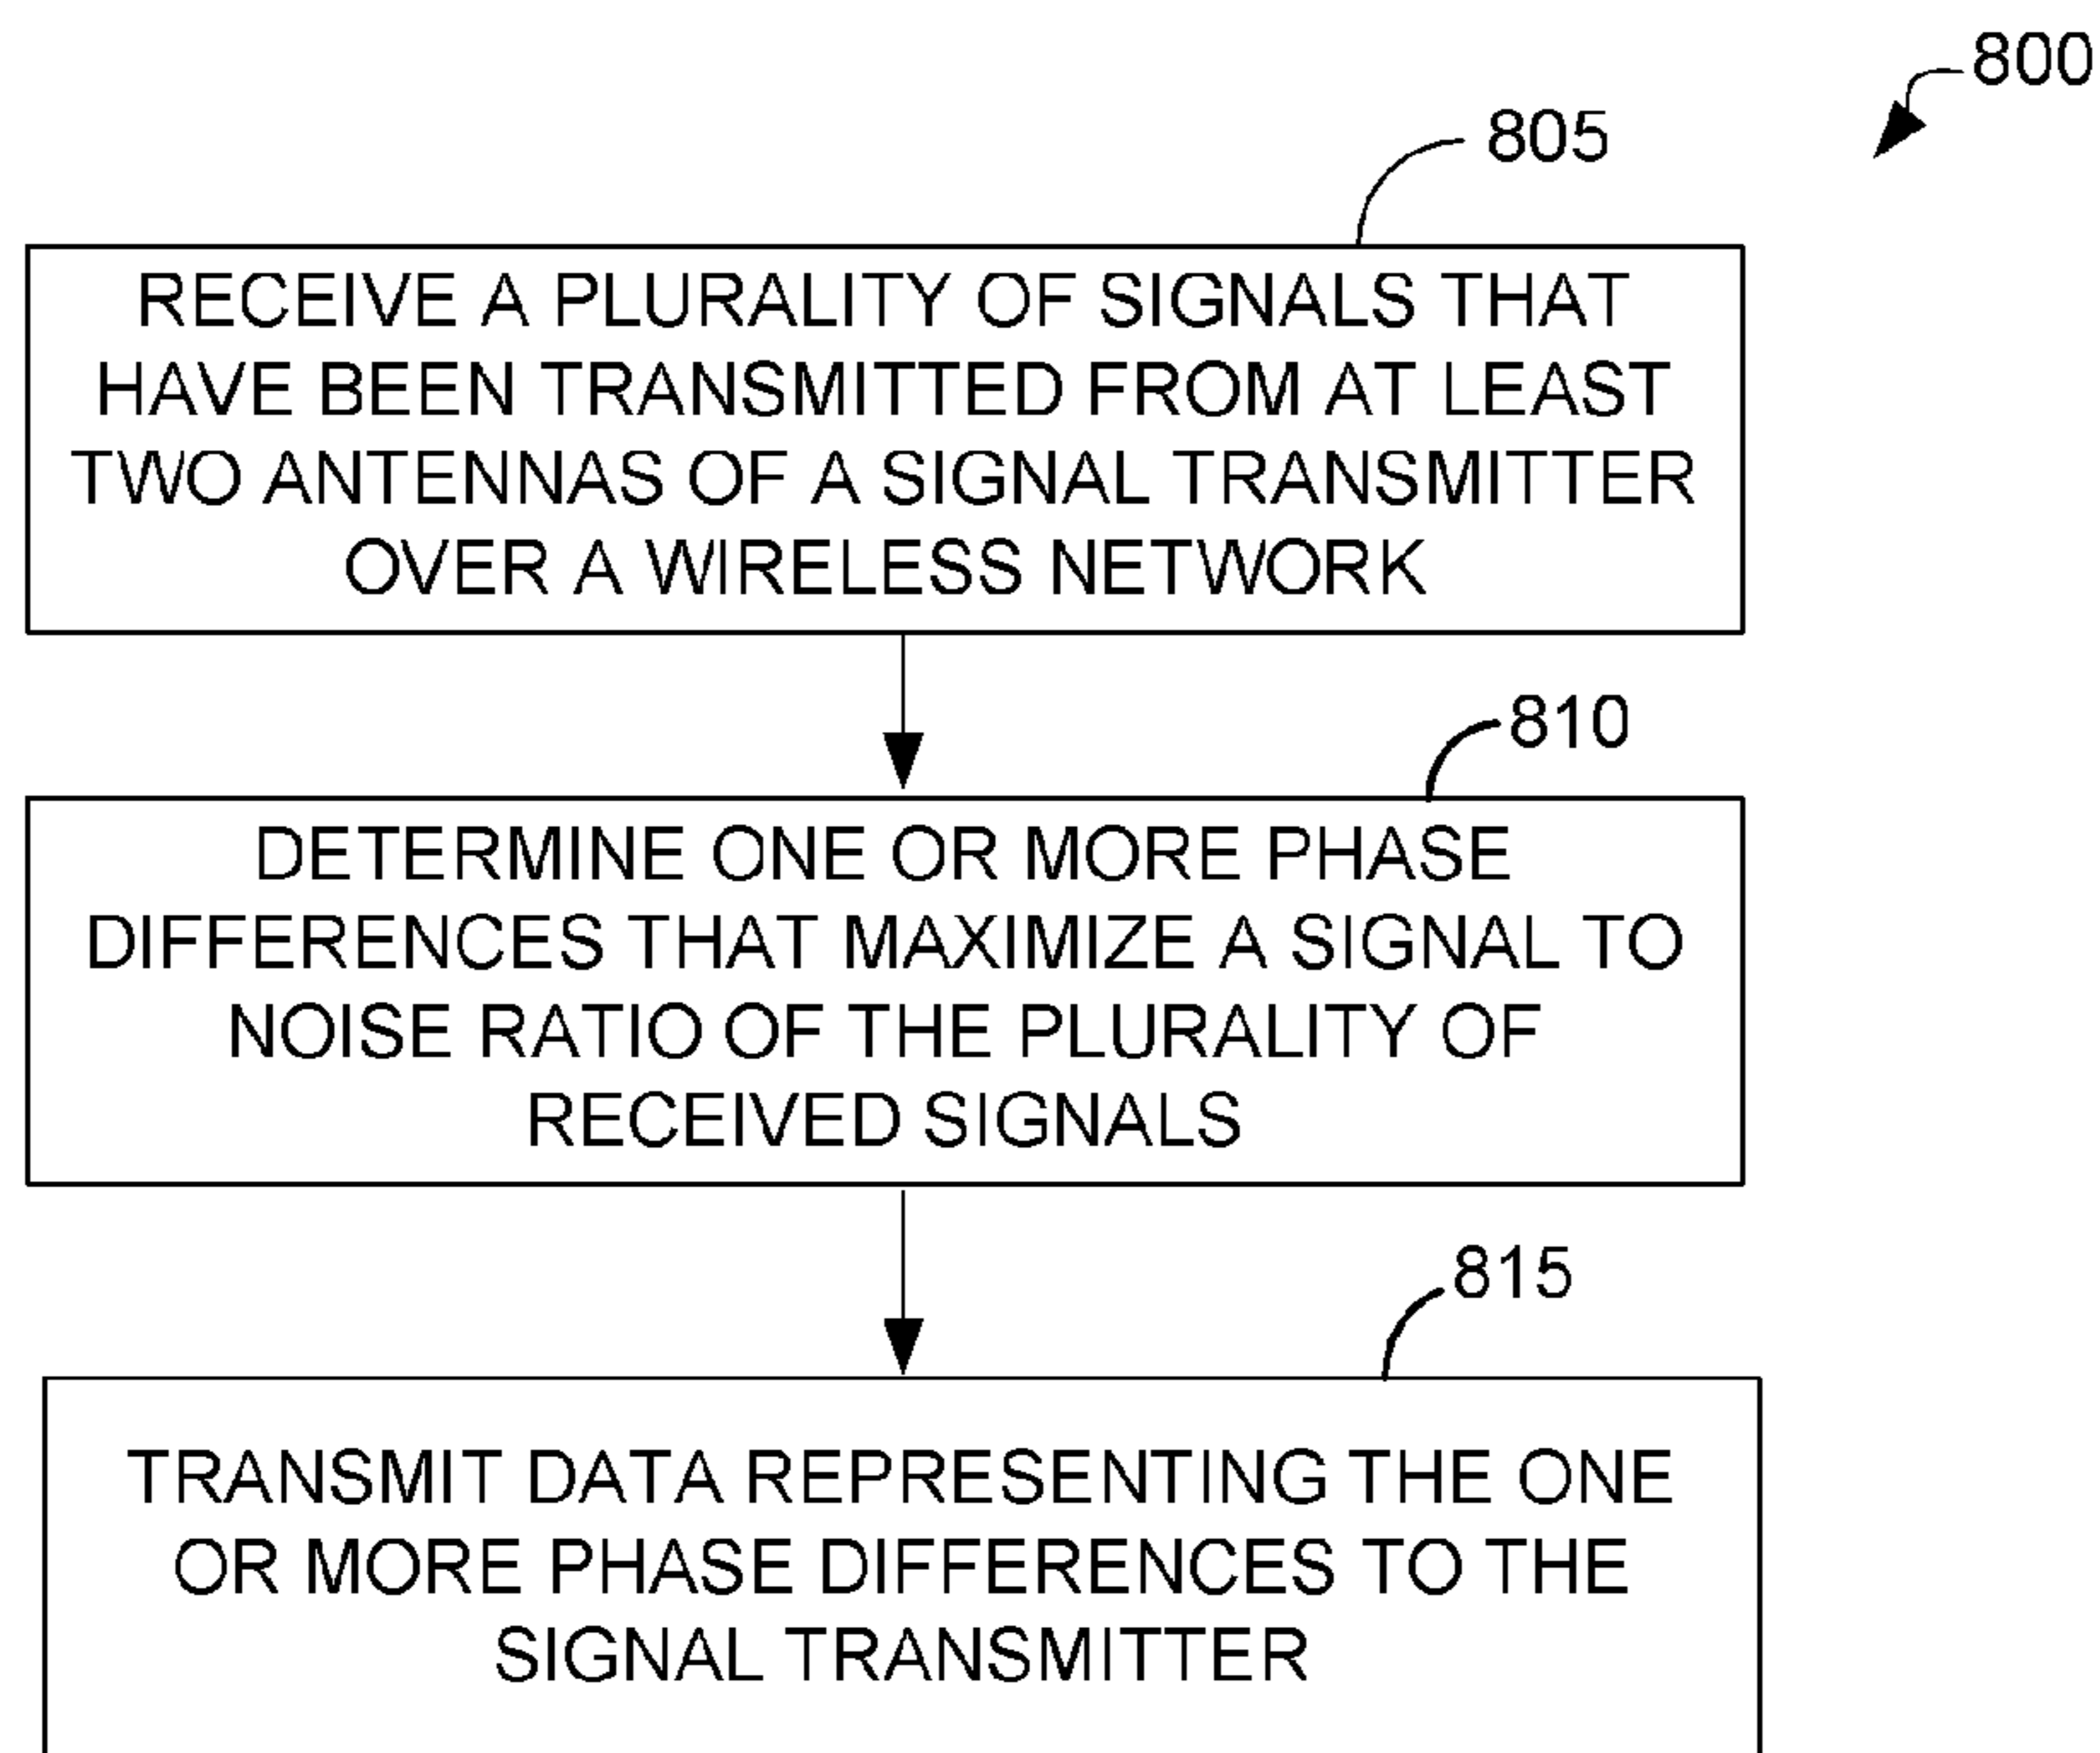 800
805
RECEIVE A PLURALITY OF SIGNALS THAT
HAVE BEEN TRANSMITTED FROM AT LEAST
TWO ANTENNAS OF A SIGNAL TRANSMITTER
OVER A WIRELESS NETWORK
810
DETERMINE ONE OR MORE PHASE
DIFFERENCES THAT MAXIMIZE A SIGNAL TO
NOISE RATIO OF THE PLURALITY OF
RECEIVED SIGNALS
815
TRANSMIT DATA REPRESENTING THE ONE
OR MORE PHASE DIFFERENCES TO THE
SIGNAL TRANSMITTER